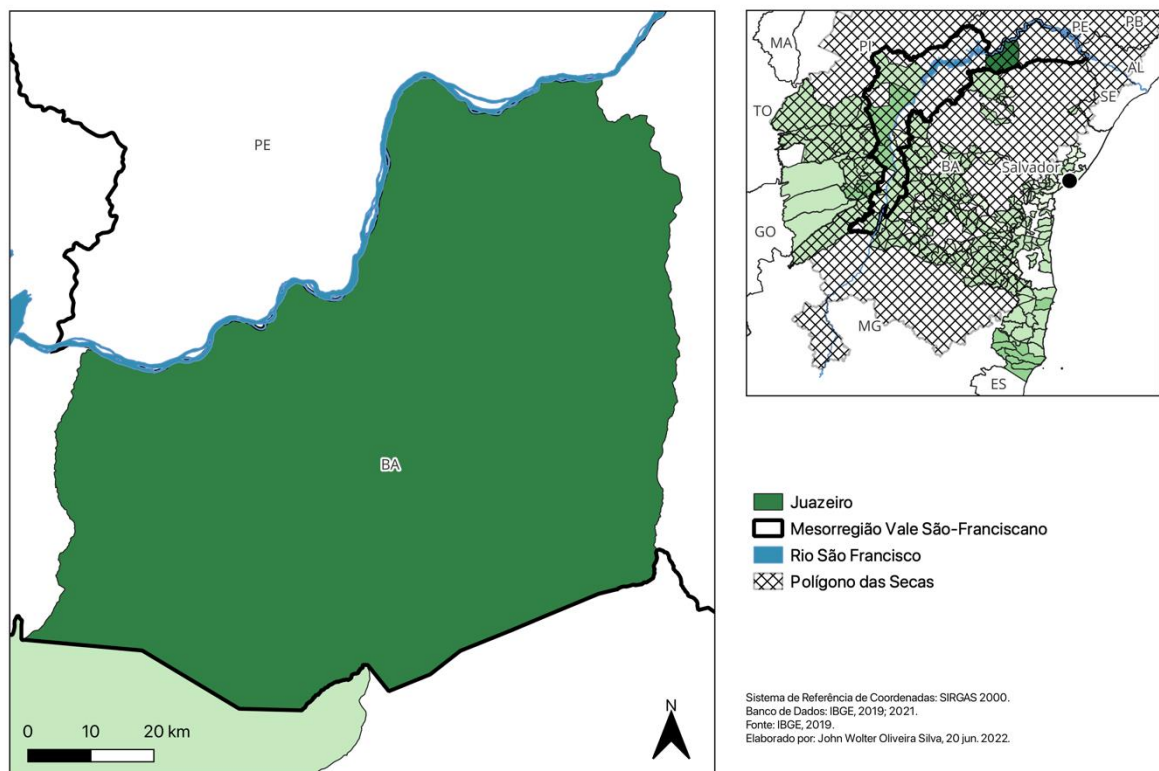 PE
BA
0 10 20 km
N
MA
PI
PE
PB
AL
SE
TO
BA
Salvador
GO
MG
ES
Juazeiro
Mesorregião Vale São-Franciscano
Rio São Francisco
Polígono das Secas
Sistema de Referência de Coordenadas: SIRGAS 2000.
Banco de Dados: IBGE, 2019; 2021.
Fonte: IBGE, 2019.
Elaborado por: John Wolter Oliveira Silva, 20 jun. 2022.